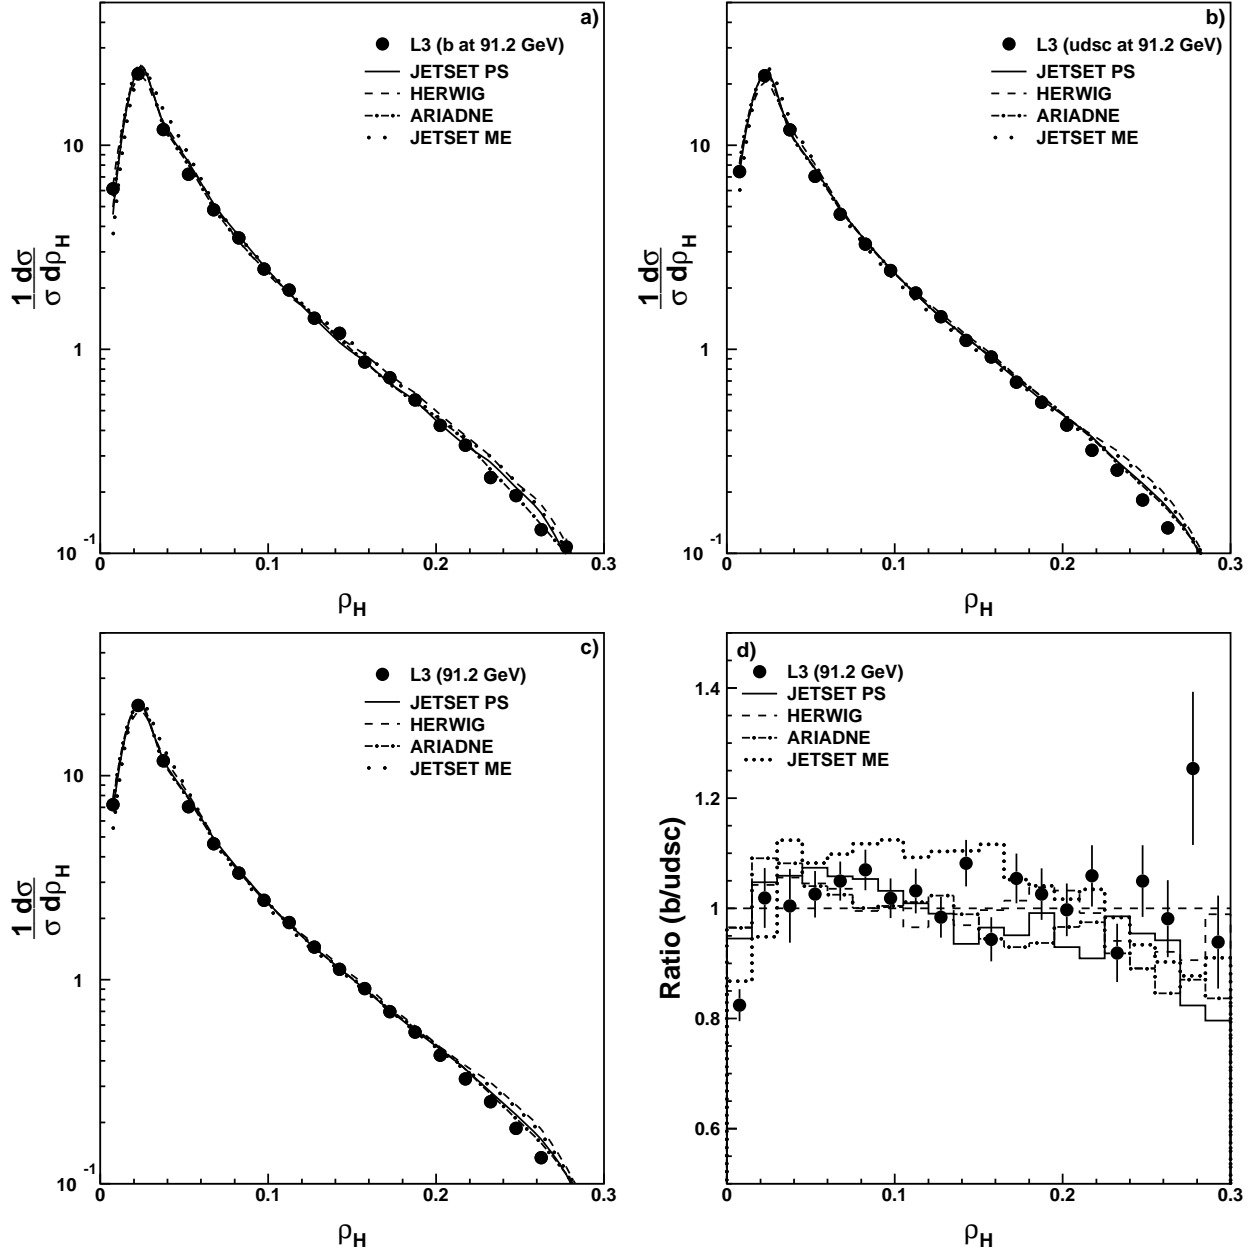 a)
L3 (b at 91.2 GeV)
JETSET PS
HERWIG
ARIADNE
JETSET ME
10
1
10 -1
0
0.1
0.2
0.3
1 dσ
σ dρH
ρH
b)
L3 (udsc at 91.2 GeV)
JETSET PS
HERWIG
ARIADNE
JETSET ME
10
1
10 -1
0
0.1
0.2
0.3
1 dσ
σ dρH
ρH
c)
L3 (91.2 GeV)
JETSET PS
HERWIG
ARIADNE
JETSET ME
10
1
10 -1
0
0.1
0.2
0.3
1 dσ
σ dρH
ρH
d)
L3 (91.2 GeV)
JETSET PS
HERWIG
ARIADNE
JETSET ME
1.4
1.2
1
0.8
0.6
0
0.1
0.2
0.3
Ratio (b/udsc)
ρH